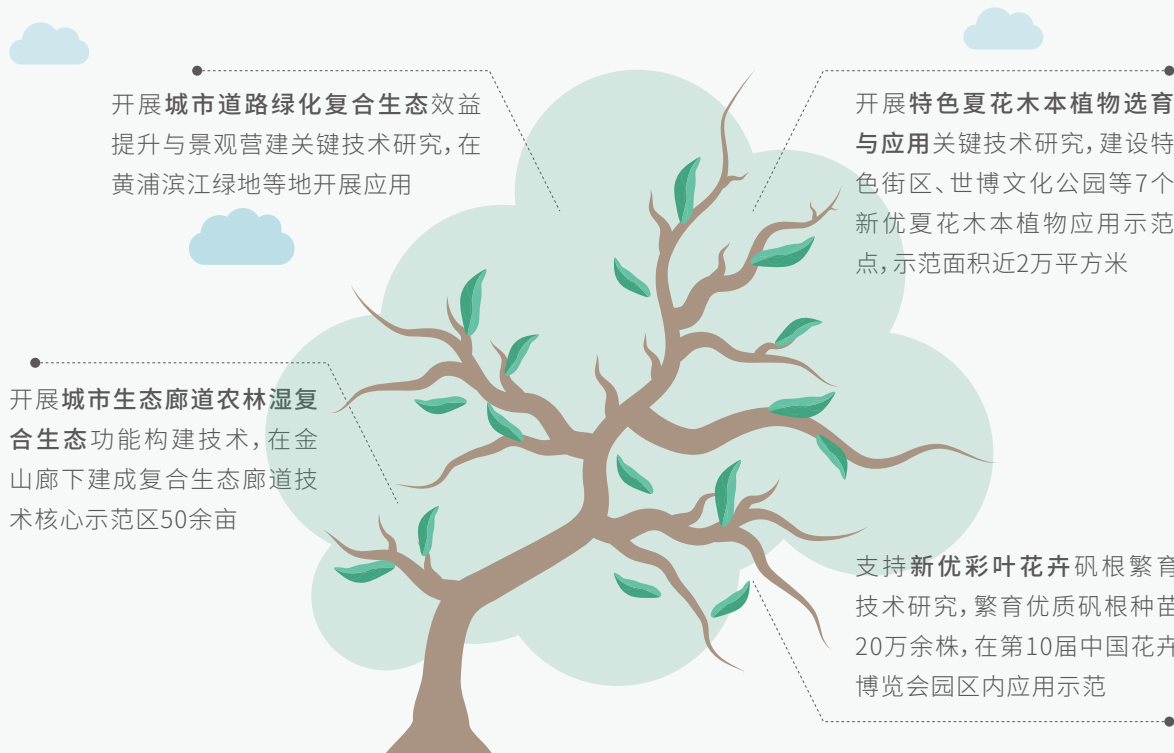 开展城市道路绿化复合生态效益
提升与景观营建关键技术研究，在
黄浦滨江绿地等地开展应用
开展特色夏花木本植物选育
与应用关键技术研究，建设特
色街区、世博文化公园等7个
新优夏花木本植物应用示范
点，示范面积近2万平方米
开展城市生态廊道农林湿复
合生态功能构建技术，在金
山廊下建成复合生态廊道技
术核心示范区50余亩
支持新优彩叶花卉矾根繁育
技术研究，繁育优质矾根种苗
20万余株，在第10届中国花卉
博览会园区内应用示范